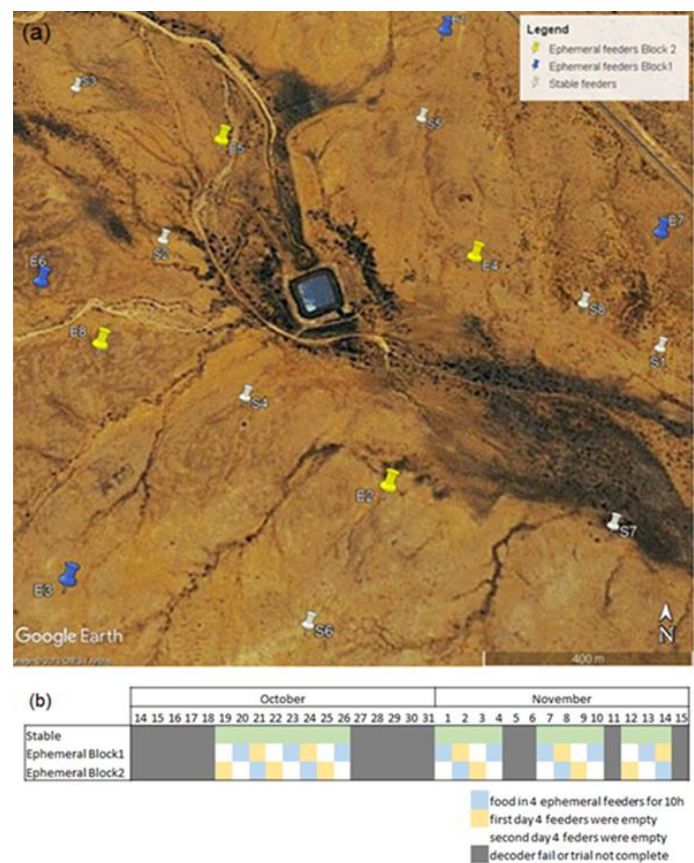 (a)
Legend
Ephemeral feeders Block 2
Ephemeral feeders Block1
Stable feeders
S3
S5
E5
E7
S2
E4
E6
S8
E8
S1
S4
E2
S7
E3
S6
N
Google Earth
400 m
(b)
October November
14 15 16 17 18 19 20 21 22 23 24 25 26 27 28 29 30 31 1 2 3 4 5 6 7 8 9 10 11 12 13 14 15
Stable
Ephemeral Block1
Ephemeral Block2
food in 4 ephemeral feeders for 10h
first day 4 feeders were empty
second day 4 feders were empty
decoder fail or trial not complete